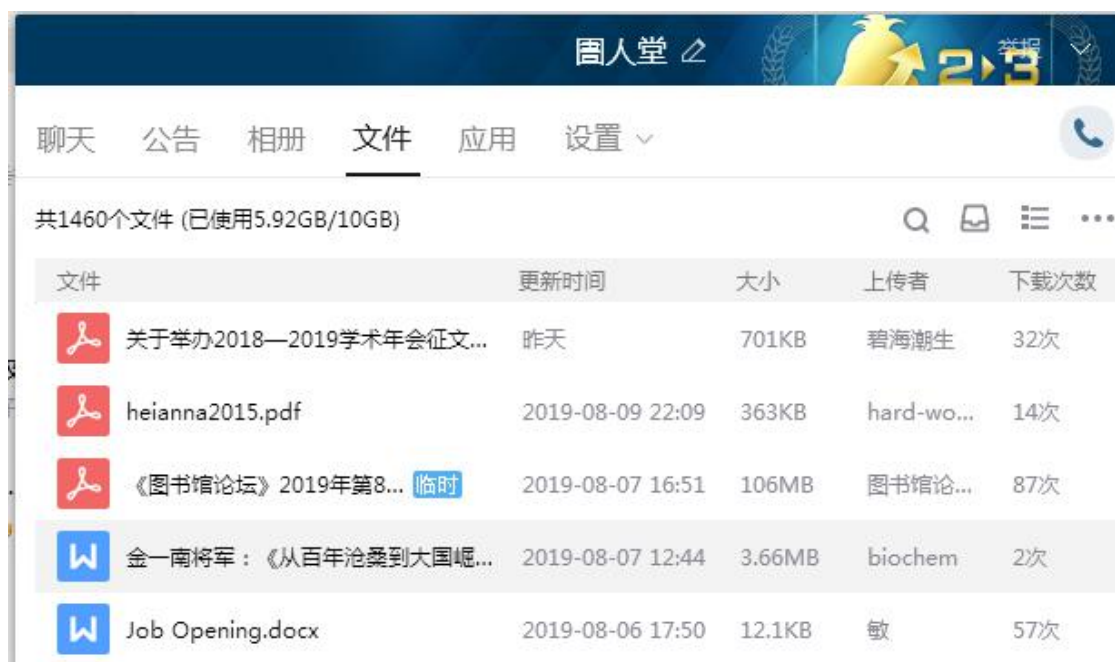 圕人堂
2 3 举报
聊天 公告 相册 文件 应用 设置
共1460个文件 (已使用5.92GB/10GB)
文件 更新时间 大小 上传者 下载次数
关于举办2018—2019学术年会征文... 昨天 701KB 碧海潮生 32次
heianna2015.pdf 2019-08-09 22:09 363KB hard-wo... 14次
《图书馆论坛》2019年第8... 临时 2019-08-07 16:51 106MB 图书馆论... 87次
金一南将军：《从百年沧桑到大国崛... 2019-08-07 12:44 3.66MB biochem 2次
Job Opening.docx 2019-08-06 17:50 12.1KB 敏 57次